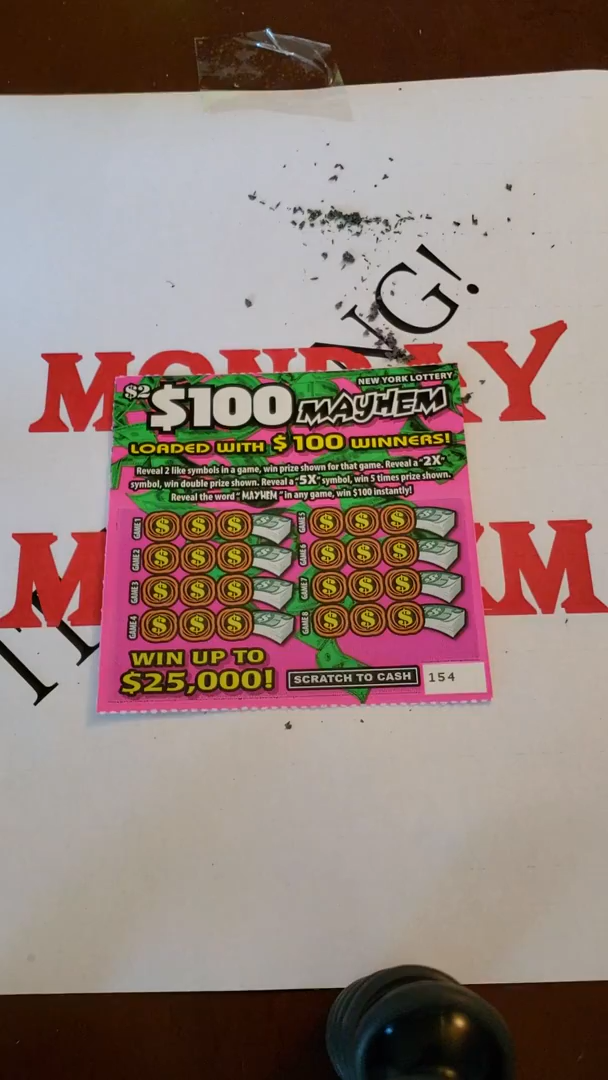 NG!
MONDAY
NEW YORK LOTTERY
$2
$100 MAYHEM
LOADED WITH $100 WINNERS!
Reveal 2 like symbols in a game, win prize shown for that game. Reveal a "2X"
symbol, win double prize shown. Reveal a "5X" symbol, win 5 times prize shown.
Reveal the word "MAYHEM" in any game, win $100 instantly!
GAME 1
GAME 2
GAME 3
GAME 4
GAME 5
GAME 6
GAME 7
GAME 8
WIN UP TO
$25,000!
SCRATCH TO CASH
154